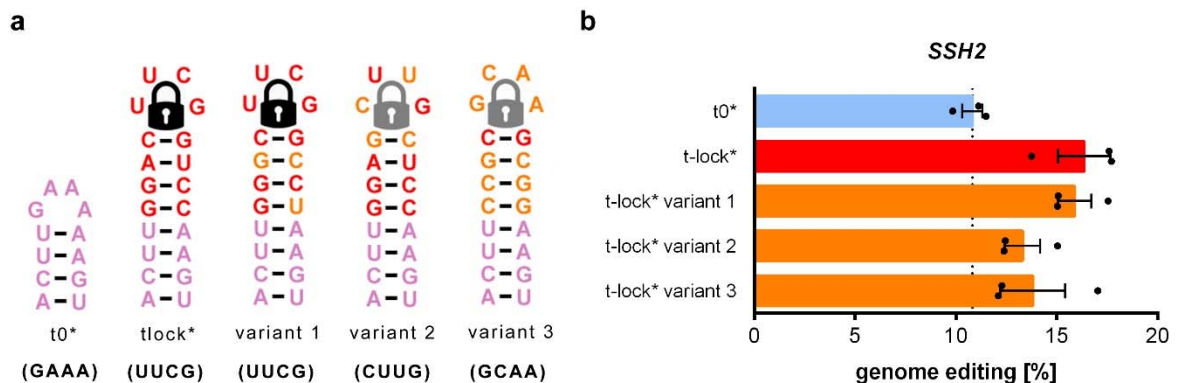 a
U C U C U U C A
U G U G C G G A
C-G C-G G-C C-G
A-U G-C A-U G-C
A A G-C G-C G-C C-G
G A G-C G-U G-C C-G
U-A U-A U-A U-A U-A
U-A U-A U-A U-A U-A
C-G C-G C-G C-G C-G
A-U A-U A-U A-U A-U
t0* tlock* variant 1 variant 2 variant 3
(GAAA) (UUCG) (UUCG) (CUUG) (GCAA)
b
SSH2
t0*
t-lock*
t-lock* variant 1
t-lock* variant 2
t-lock* variant 3
0 5 10 15 20
genome editing [%]